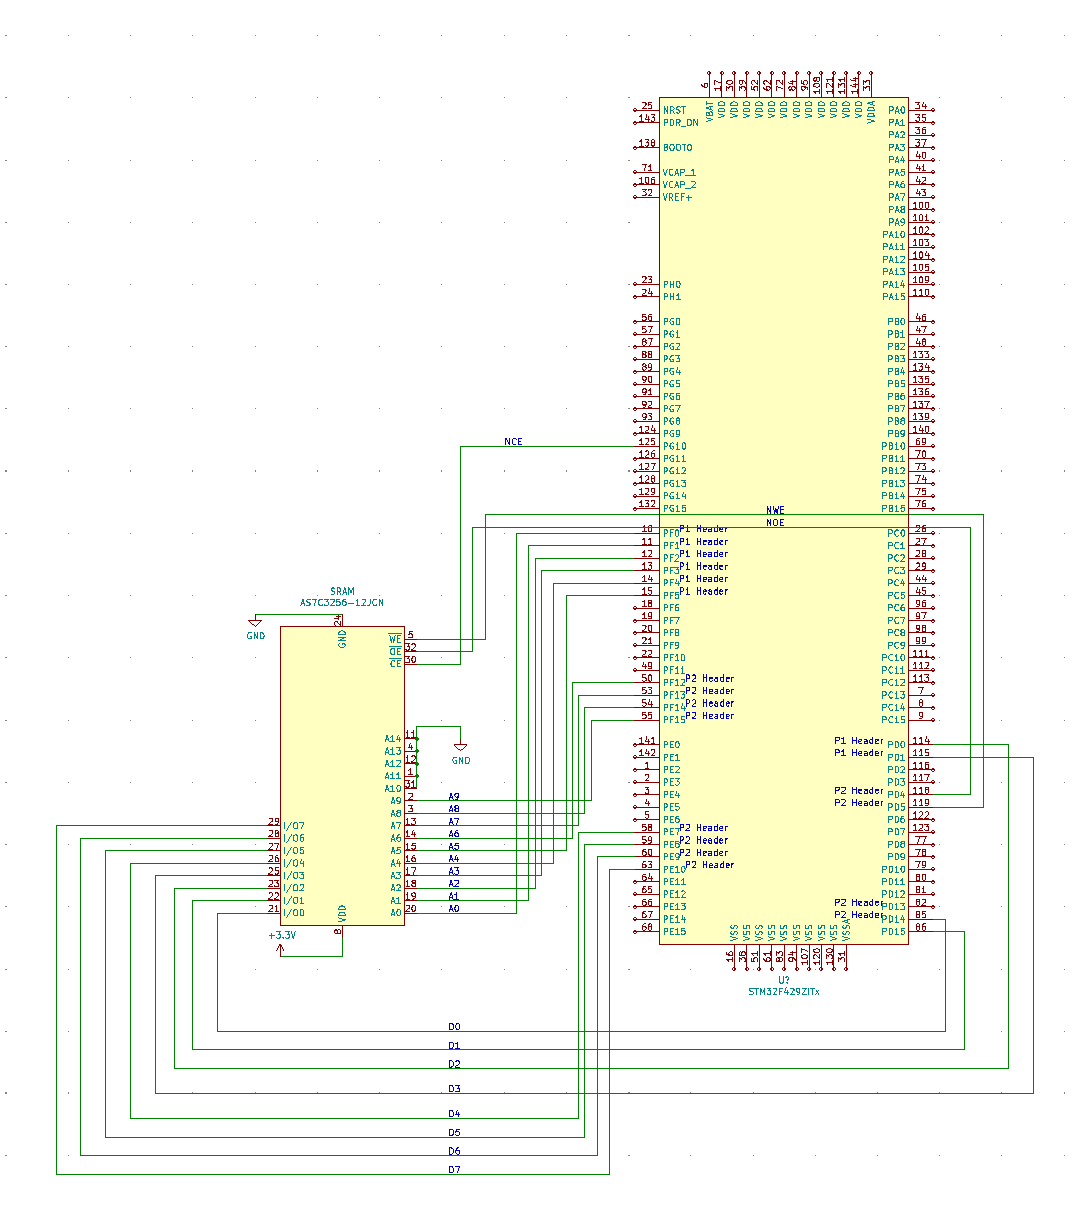 6 17 30 39 52 62 72 84 95 108 121 131 144 33
VBAT VDD VDD VDD VDD VDD VDD VDD VDD VDD VDD VDD VDD VDDA
25 NRST PA0 34
143 PDR_ON PA1 35
PA2 36
138 BOOT0 PA3 37
PA4 40
71 VCAP_1 PA5 41
106 VCAP_2 PA6 42
32 VREF+ PA7 43
PA8 100
PA9 101
PA10 102
PA11 103
PA12 104
PA13 105
23 PH0 PA14 109
24 PH1 PA15 110
56 PG0 PB0 46
57 PG1 PB1 47
87 PG2 PB2 48
88 PG3 PB3 133
89 PG4 PB4 134
90 PG5 PB5 135
91 PG6 PB6 136
92 PG7 PB7 137
93 PG8 PB8 139
124 PG9 PB9 140
NCE 125 PG10 PB10 69
126 PG11 PB11 70
127 PG12 PB12 73
128 PG13 PB13 74
129 PG14 PB14 75
132 PG15 PB15 76
NWE
NOE
10 PF0 P1 Header PC0 26
11 PF1 P1 Header PC1 27
12 PF2 P1 Header PC2 28
13 PF3 P1 Header PC3 29
14 PF4 P1 Header PC4 44
15 PF5 P1 Header PC5 45
18 PF6 PC6 96
19 PF7 PC7 97
20 PF8 PC8 98
21 PF9 PC9 99
22 PF10 PC10 111
49 PF11 PC11 112
50 PF12 P2 Header PC12 113
53 PF13 P2 Header PC13 7
54 PF14 P2 Header PC14 8
55 PF15 P2 Header PC15 9
141 PE0 P1 Header PD0 114
142 PE1 P1 Header PD1 115
1 PE2 PD2 116
2 PE3 PD3 117
3 PE4 P2 Header PD4 118
4 PE5 P2 Header PD5 119
5 PE6 PD6 122
58 PE7 P2 Header PD7 123
59 PE8 P2 Header PD8 77
60 PE9 P2 Header PD9 78
63 PE10 P2 Header PD10 79
64 PE11 PD11 80
65 PE12 PD12 81
66 PE13 P2 Header PD13 82
67 PE14 P2 Header PD14 85
68 PE15 PD15 86
VSS VSS VSS VSS VSS VSS VSS VSS VSS VSSA
16 38 51 61 83 94 107 120 130 31
U?
STM32F429ZITx
SRAM
AS7C3256-12JCN
GND
24
GND
WE 5
OE 32
CE 30
A14 11
A13 4
A12 12
A11 1
A10 31
GND
A9 2 A9
A8 3 A8
29 I/O7 A7 13 A7
28 I/O6 A6 14 A6
27 I/O5 A5 15 A5
26 I/O4 A4 16 A4
25 I/O3 A3 17 A3
23 I/O2 A2 18 A2
22 I/O1 A1 19 A1
21 I/O0 A0 20 A0
VDD
8
+3.3V
D0
D1
D2
D3
D4
D5
D6
D7